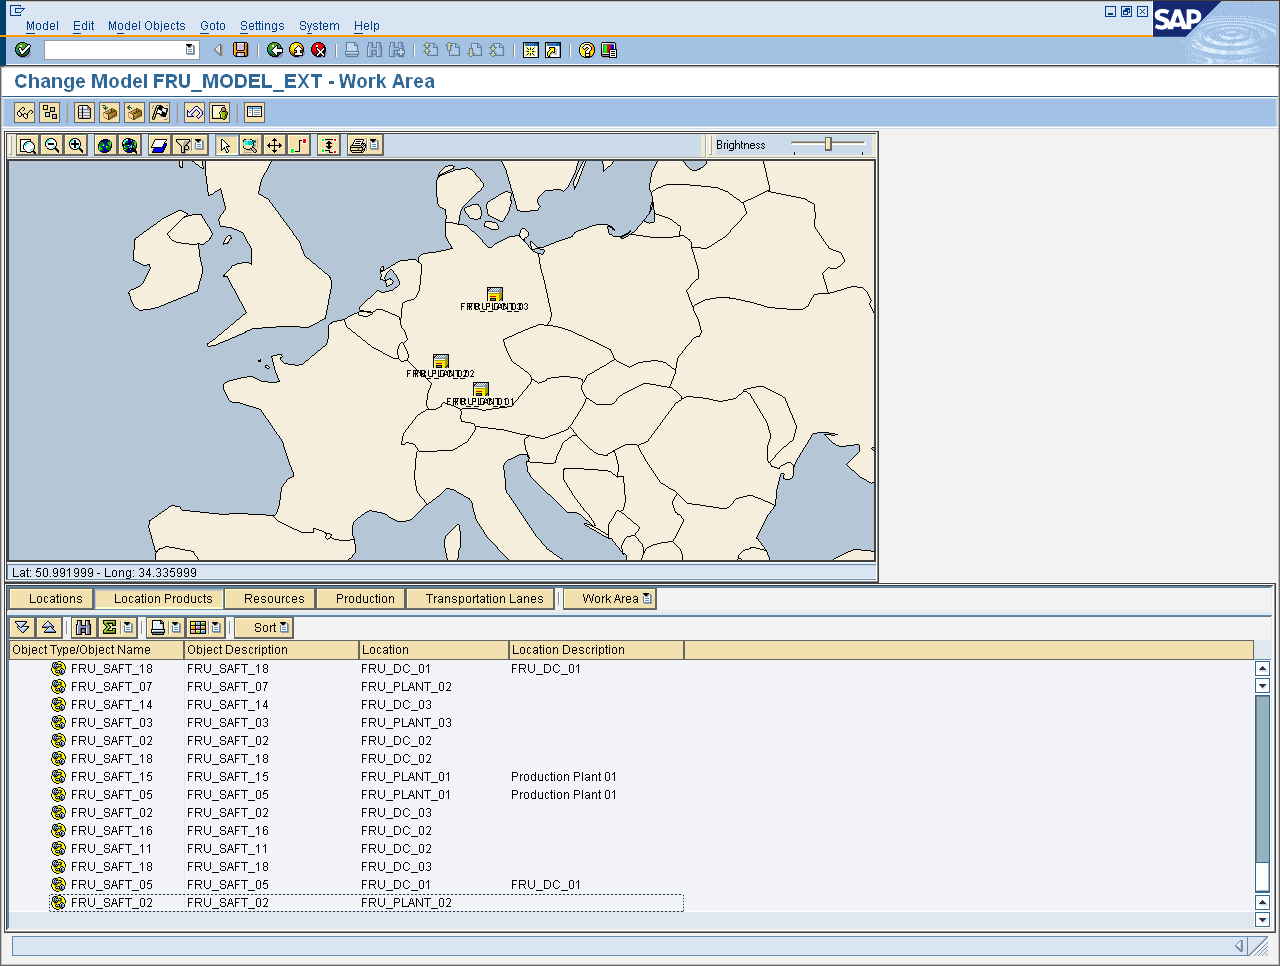 Model Edit Model Objects Goto Settings System Help
SAP
Change Model FRU_MODEL_EXT - Work Area
Brightness
Lat: 50.991999 - Long: 34.335999
Locations Location Products Resources Production Transportation Lanes Work Area
Sort
Object Type/Object Name Object Description Location Location Description
FRU_SAFT_18 FRU_SAFT_18 FRU_DC_01 FRU_DC_01
FRU_SAFT_07 FRU_SAFT_07 FRU_PLANT_02
FRU_SAFT_14 FRU_SAFT_14 FRU_DC_03
FRU_SAFT_03 FRU_SAFT_03 FRU_PLANT_03
FRU_SAFT_02 FRU_SAFT_02 FRU_DC_02
FRU_SAFT_18 FRU_SAFT_18 FRU_DC_02
FRU_SAFT_15 FRU_SAFT_15 FRU_PLANT_01 Production Plant 01
FRU_SAFT_05 FRU_SAFT_05 FRU_PLANT_01 Production Plant 01
FRU_SAFT_02 FRU_SAFT_02 FRU_DC_03
FRU_SAFT_16 FRU_SAFT_16 FRU_DC_02
FRU_SAFT_11 FRU_SAFT_11 FRU_DC_02
FRU_SAFT_18 FRU_SAFT_18 FRU_DC_03
FRU_SAFT_05 FRU_SAFT_05 FRU_DC_01 FRU_DC_01
FRU_SAFT_02 FRU_SAFT_02 FRU_PLANT_02